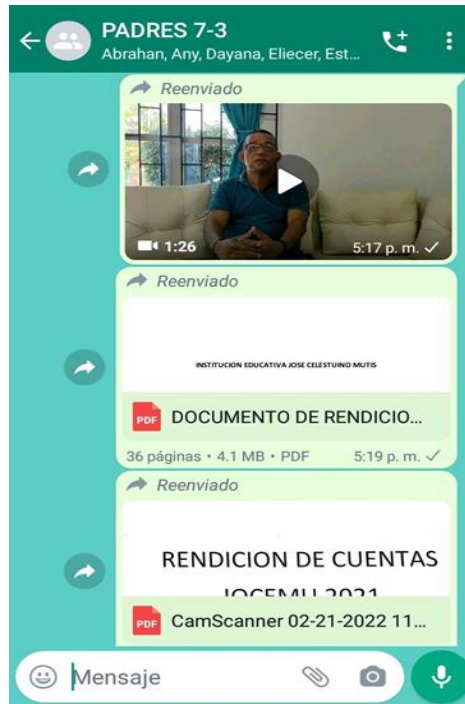 PADRES 7-3
Abrahan, Any, Dayana, Eliecer, Est...
Reenviado
1:26 5:17 p. m.
Reenviado
INSTITUCION EDUCATIVA JOSE CELESTUINO MUTIS
PDF DOCUMENTO DE RENDICIO...
36 páginas • 4.1 MB • PDF 5:19 p. m.
Reenviado
RENDICION DE CUENTAS
JOCEMU 2021
PDF CamScanner 02-21-2022 11...
Mensaje